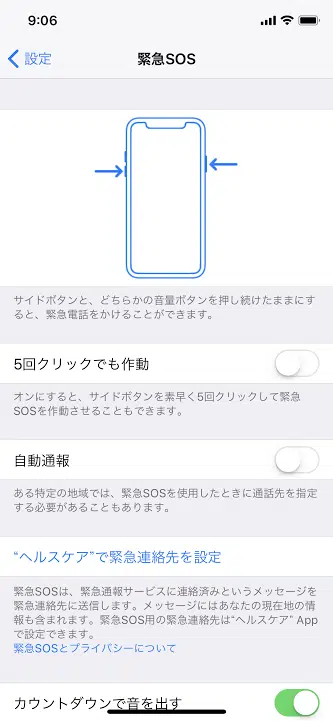 9:06
設定
緊急SOS
サイドボタンと、どちらかの音量ボタンを押し続けたままにす
ると、緊急電話をかけることができます。
5回クリックでも作動
オンにすると、サイドボタンを素早く5回クリックして緊急
SOSを作動させることもできます。
自動通報
ある特定の地域では、緊急SOSを使用したときに通話先を指定
する必要があることもあります。
“ヘルスケア”で緊急連絡先を設定
緊急SOSは、緊急通報サービスに連絡済みというメッセージを
緊急連絡先に送信します。メッセージにはあなたの現在地の情
報も含まれます。緊急SOS用の緊急連絡先は“ヘルスケア” App
で設定できます。
緊急SOSとプライバシーについて
カウントダウンで音を出す